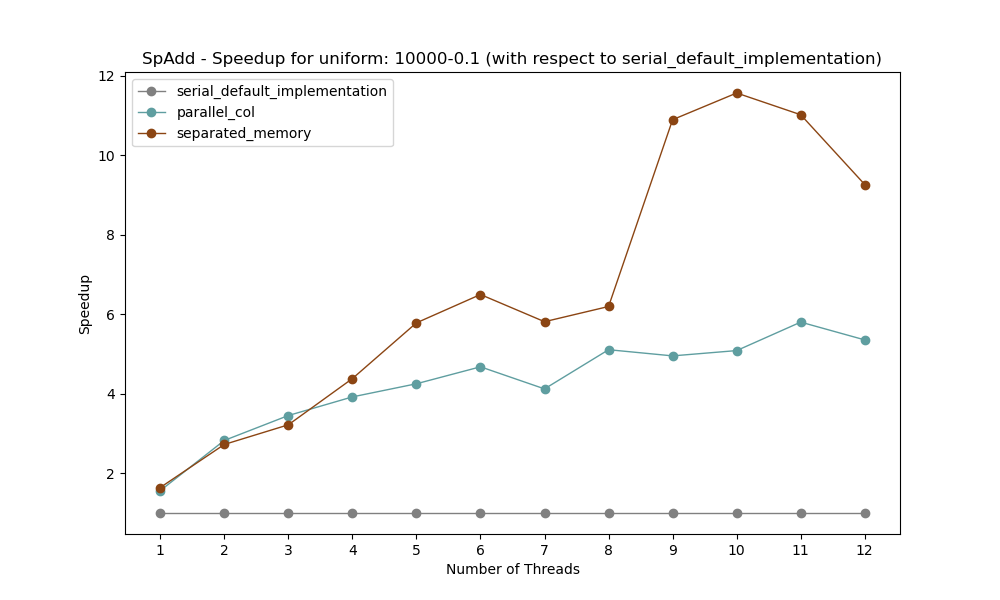 SpAdd - Speedup for uniform: 10000-0.1 (with respect to serial_default_implementation)
serial_default_implementation
parallel_col
separated_memory
12
10
8
6
4
2
Speedup
1 2 3 4 5 6 7 8 9 10 11 12
Number of Threads